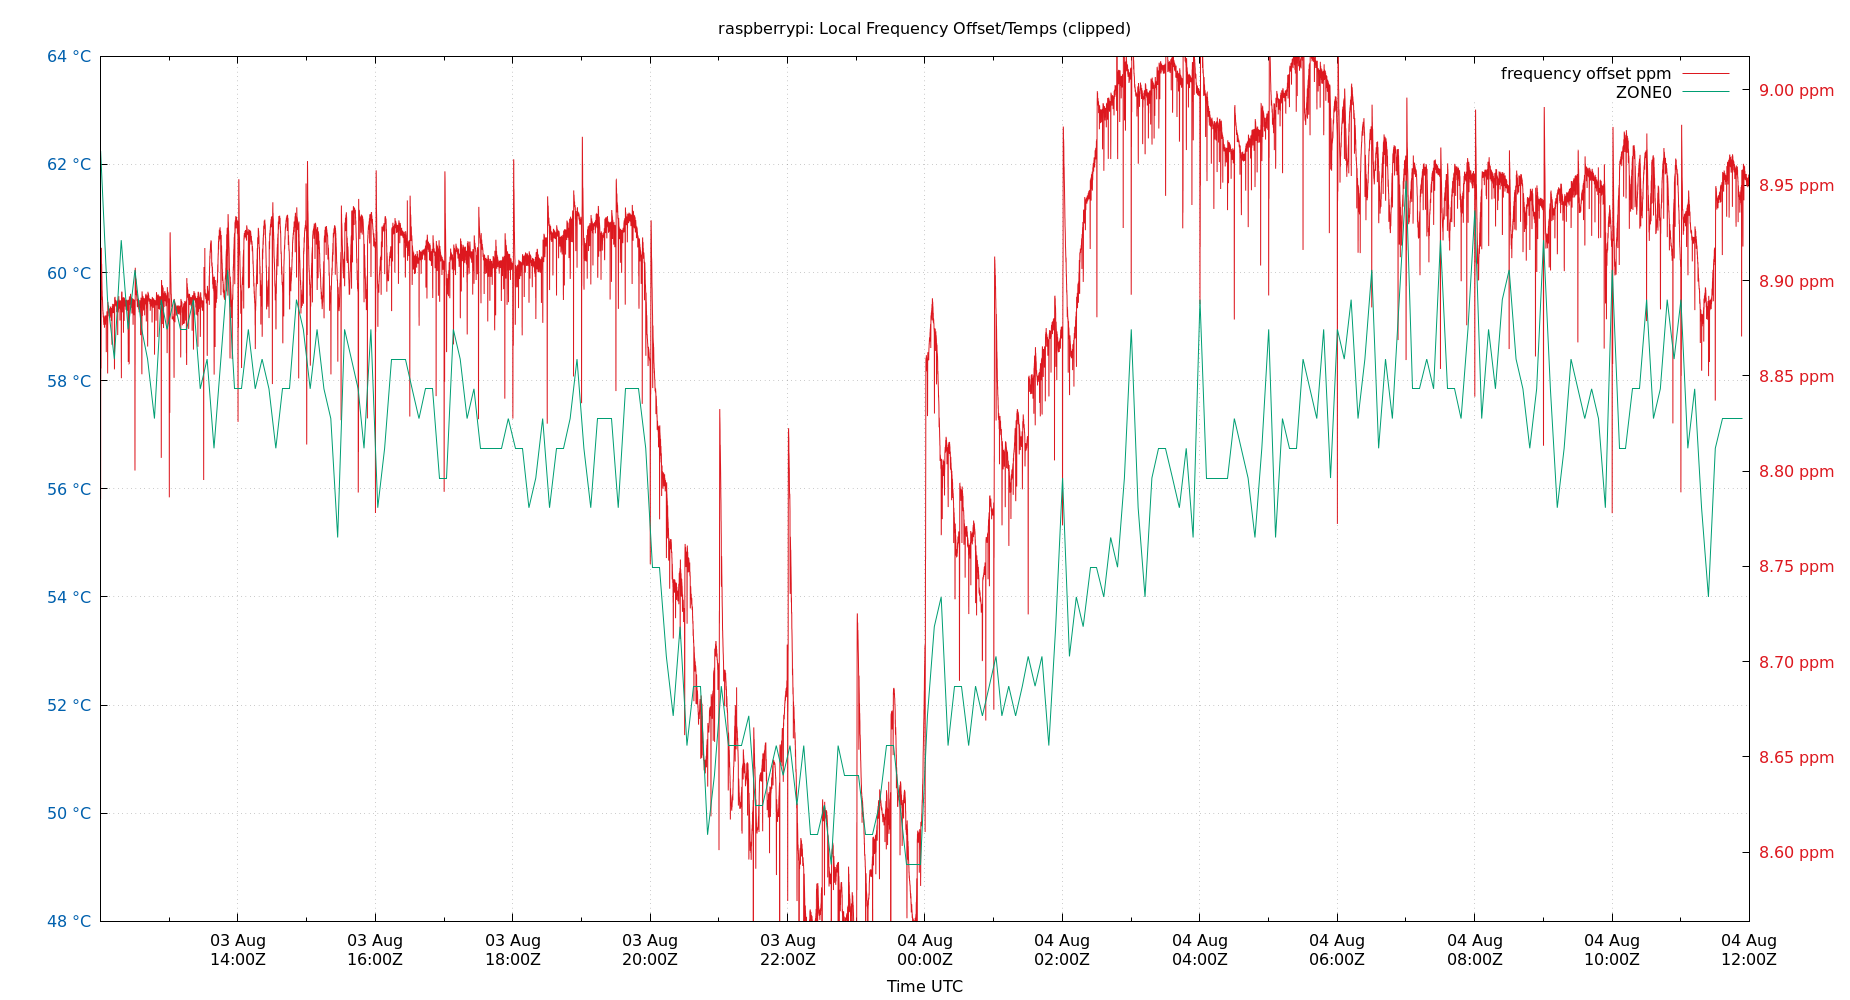 raspberrypi: Local Frequency Offset/Temps (clipped)
frequency offset ppm
ZONE0
64 °C
62 °C
60 °C
58 °C
56 °C
54 °C
52 °C
50 °C
48 °C
9.00 ppm
8.95 ppm
8.90 ppm
8.85 ppm
8.80 ppm
8.75 ppm
8.70 ppm
8.65 ppm
8.60 ppm
03 Aug 03 Aug 03 Aug 03 Aug 03 Aug 04 Aug 04 Aug 04 Aug 04 Aug 04 Aug 04 Aug 04 Aug
14:00Z 16:00Z 18:00Z 20:00Z 22:00Z 00:00Z 02:00Z 04:00Z 06:00Z 08:00Z 10:00Z 12:00Z
Time UTC